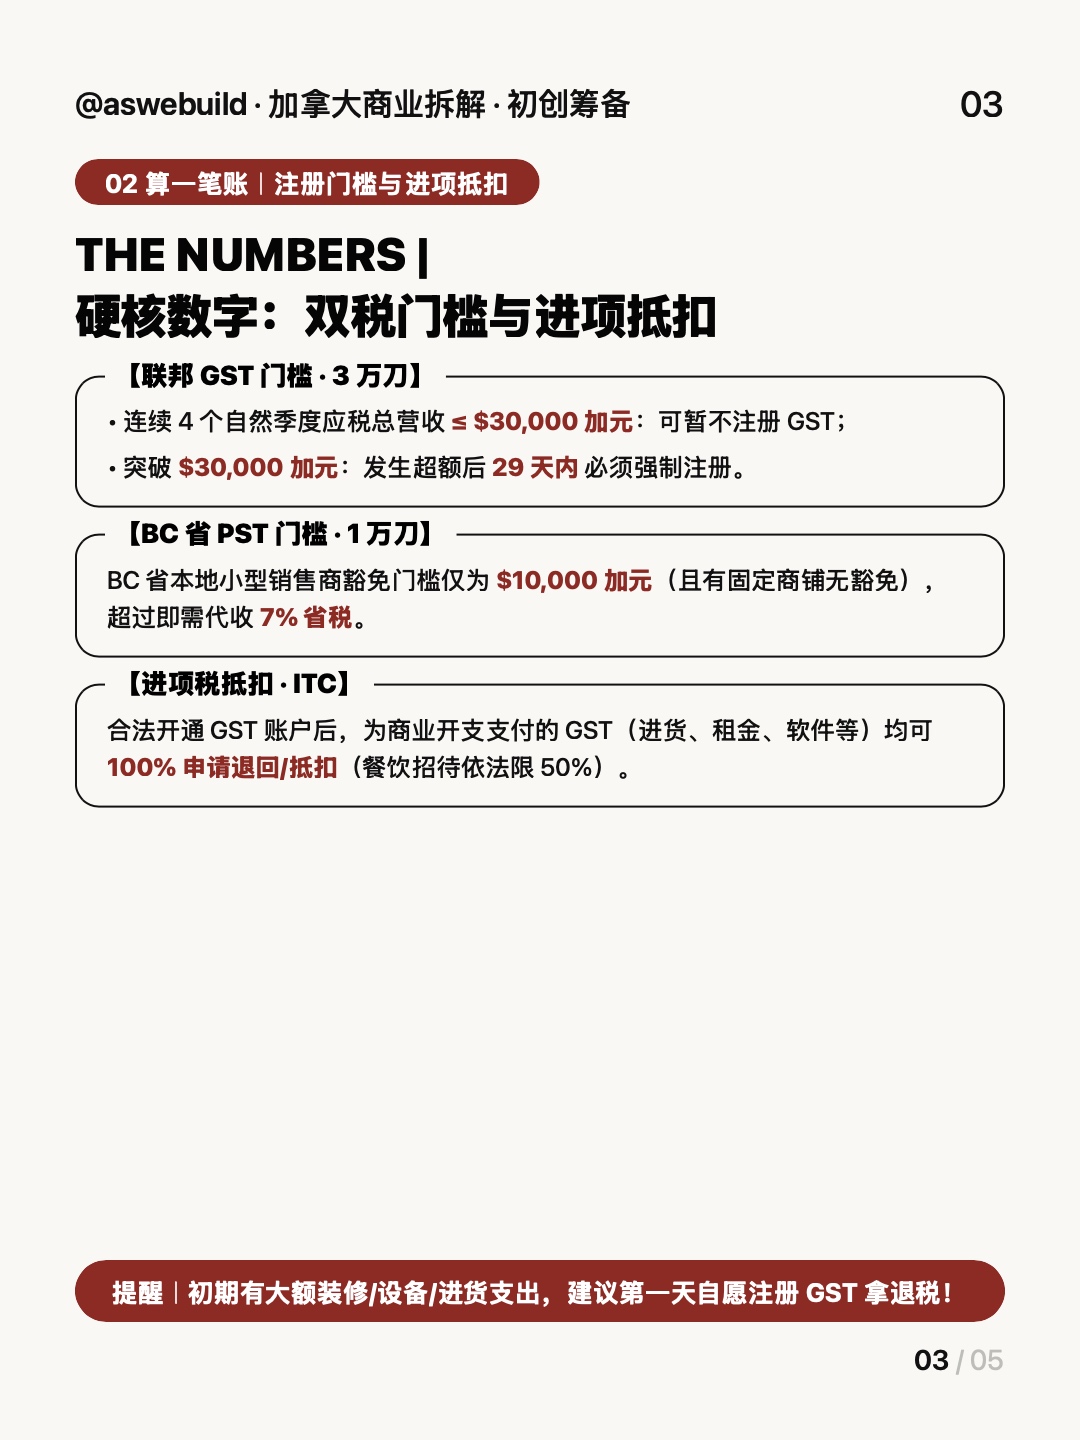 @aswebuild · 加拿大商业拆解 · 初创筹备
03
02 算一笔账｜注册门槛与进项抵扣
THE NUMBERS |
硬核数字：双税门槛与进项抵扣
【联邦 GST 门槛 · 3 万刀】
• 连续 4 个自然季度应税总营收 ≤ $30,000 加元：可暂不注册 GST；
• 突破 $30,000 加元：发生超额后 29 天内 必须强制注册。
【BC 省 PST 门槛 · 1 万刀】
BC 省本地小型销售商豁免门槛仅为 $10,000 加元（且有固定商铺无豁免），
超过即需代收 7% 省税。
【进项税抵扣 · ITC】
合法开通 GST 账户后，为商业开支支付的 GST（进货、租金、软件等）均可
100% 申请退回/抵扣（餐饮招待依法限 50%）。
提醒｜初期有大额装修/设备/进货支出，建议第一天自愿注册 GST 拿退税！
03 / 05